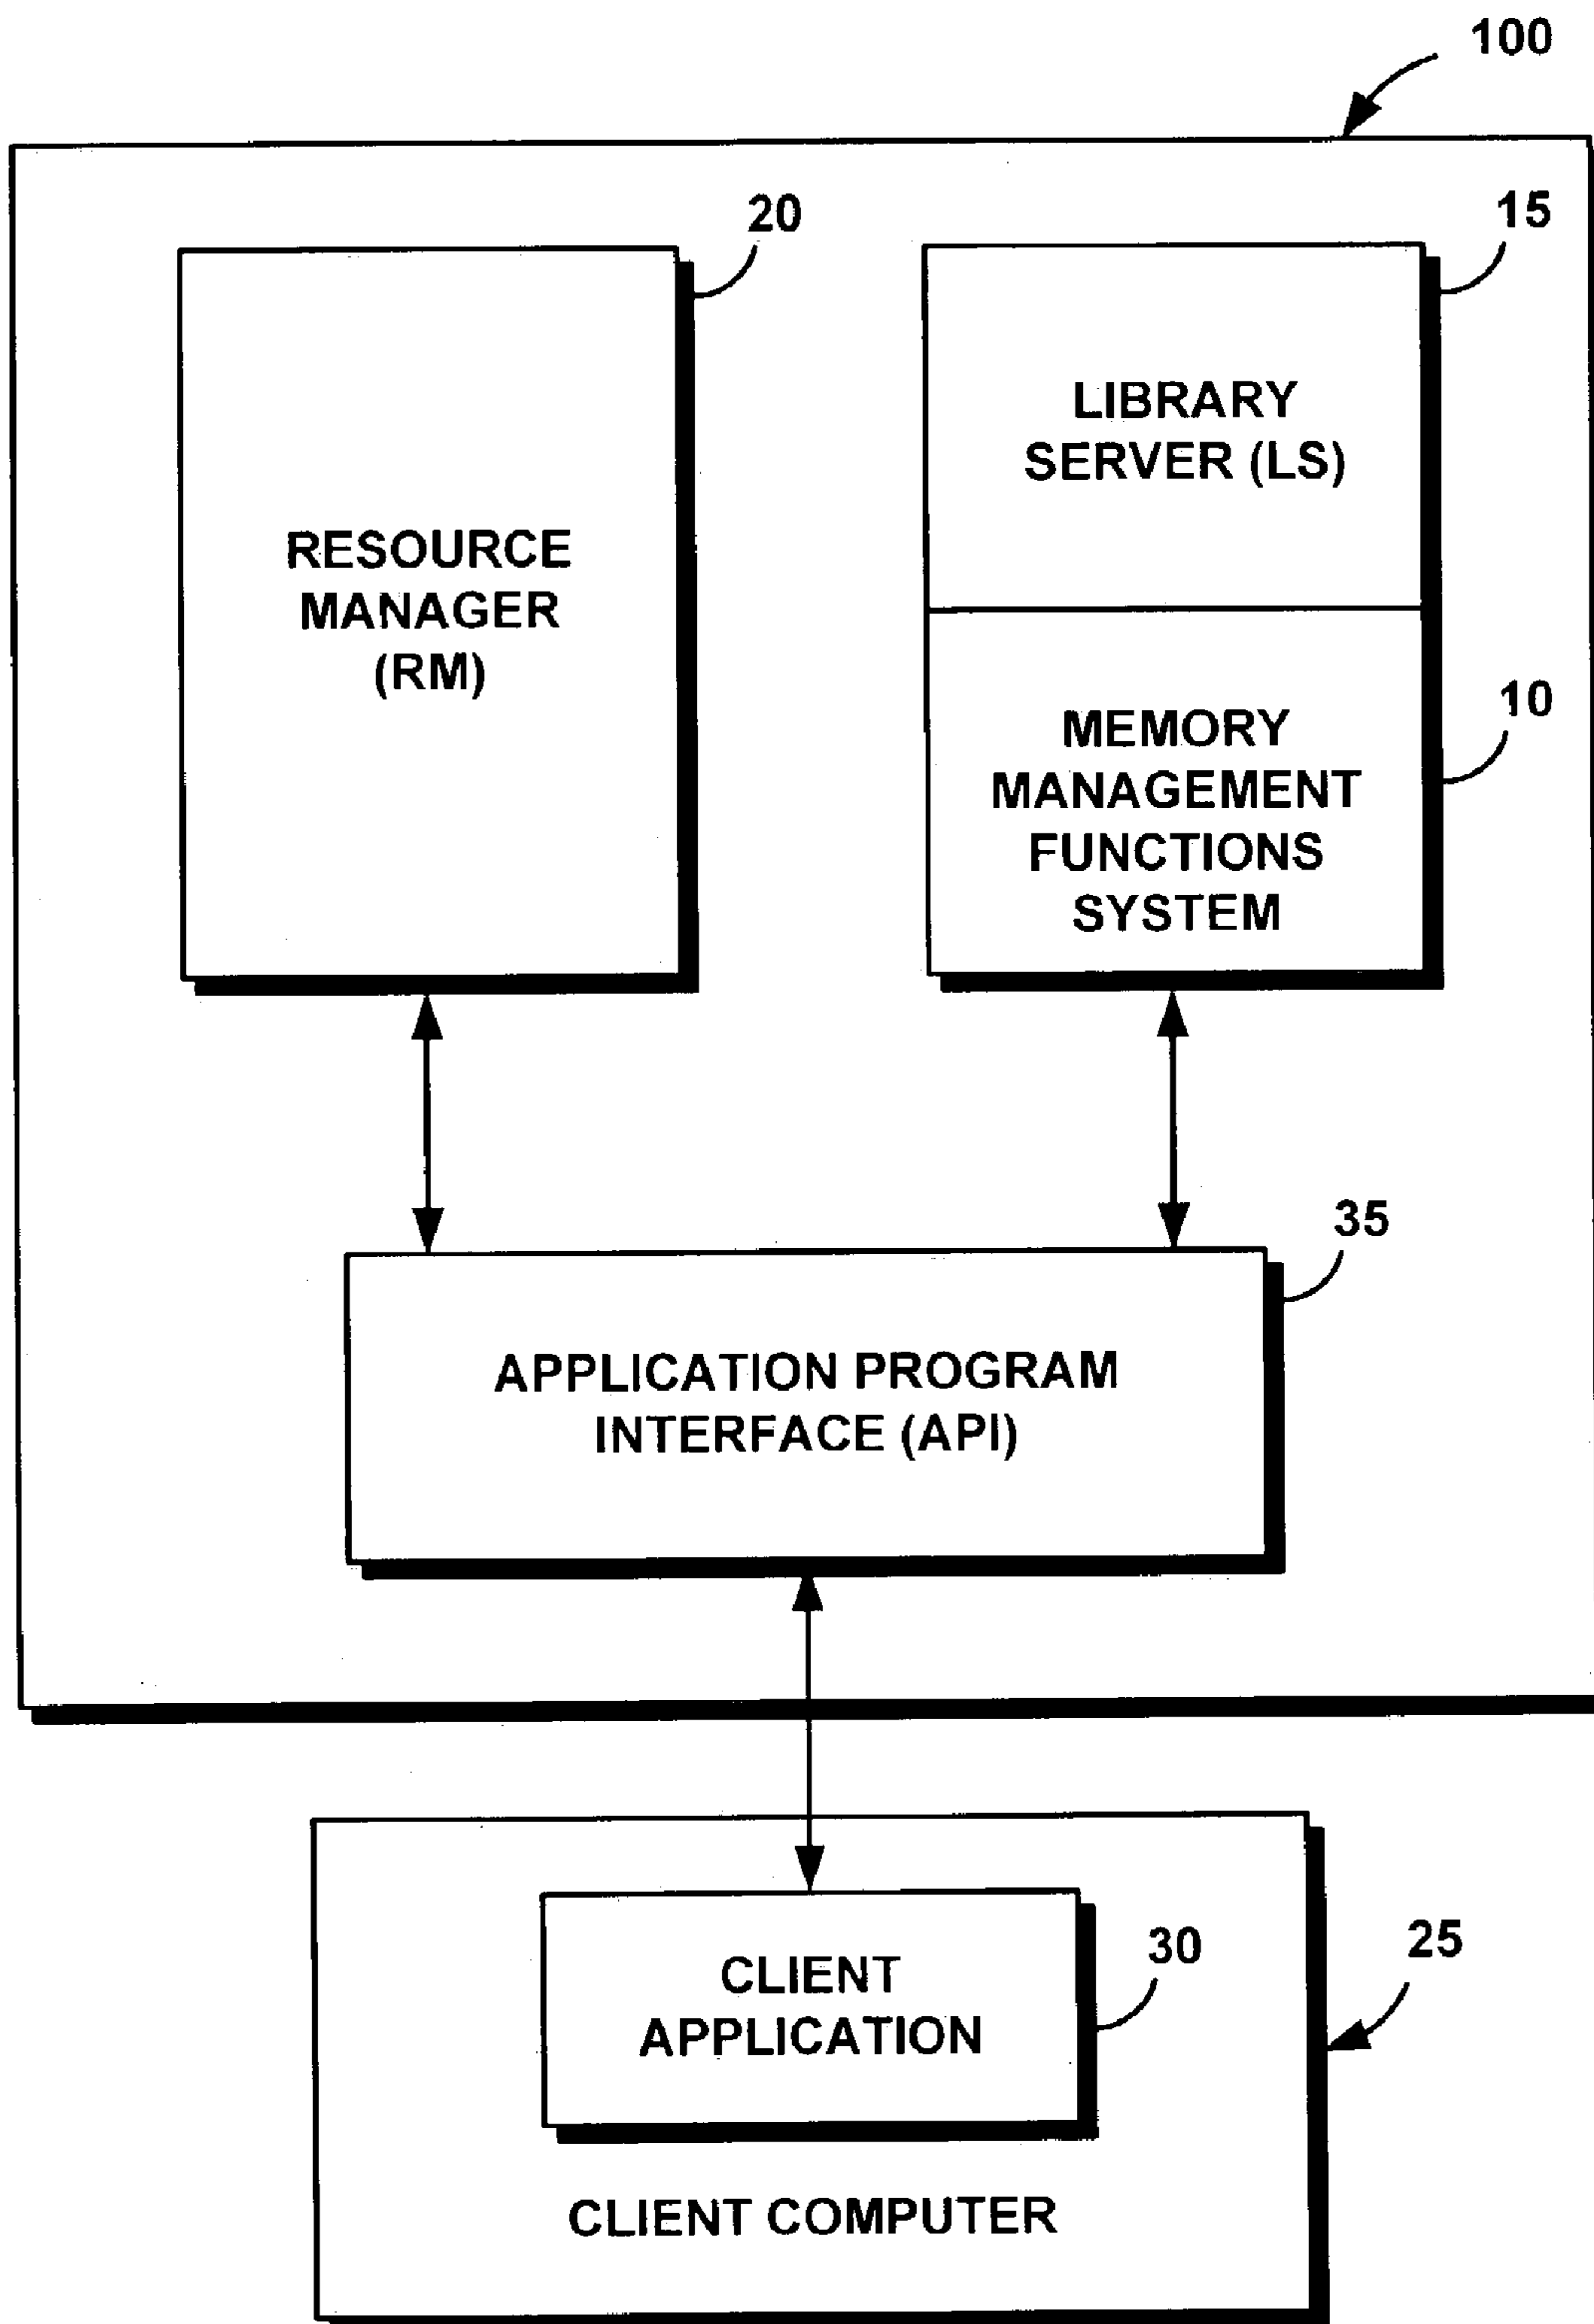 100
20
15
LIBRARY
SERVER (LS)
RESOURCE
MANAGER
(RM)
10
MEMORY
MANAGEMENT
FUNCTIONS
SYSTEM
35
APPLICATION PROGRAM
INTERFACE (API)
30
25
CLIENT
APPLICATION
CLIENT COMPUTER